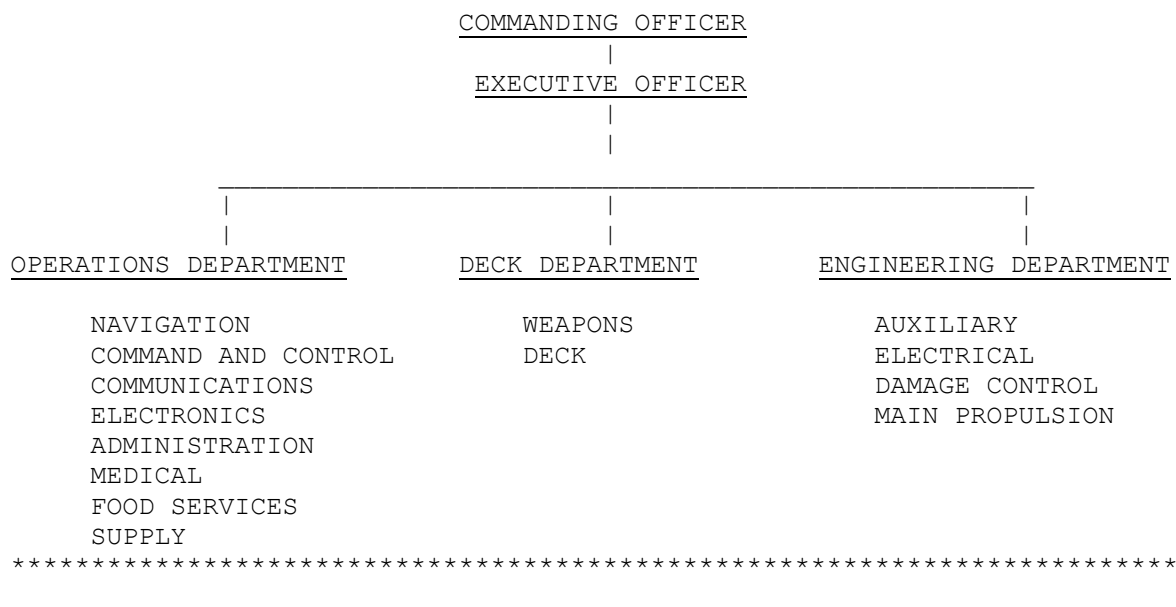 COMMANDING OFFICER
EXECUTIVE OFFICER
OPERATIONS DEPARTMENT DECK DEPARTMENT ENGINEERING DEPARTMENT
NAVIGATION WEAPONS AUXILIARY
COMMAND AND CONTROL DECK ELECTRICAL
COMMUNICATIONS DAMAGE CONTROL
ELECTRONICS MAIN PROPULSION
ADMINISTRATION
MEDICAL
FOOD SERVICES
SUPPLY
*************************************************************************